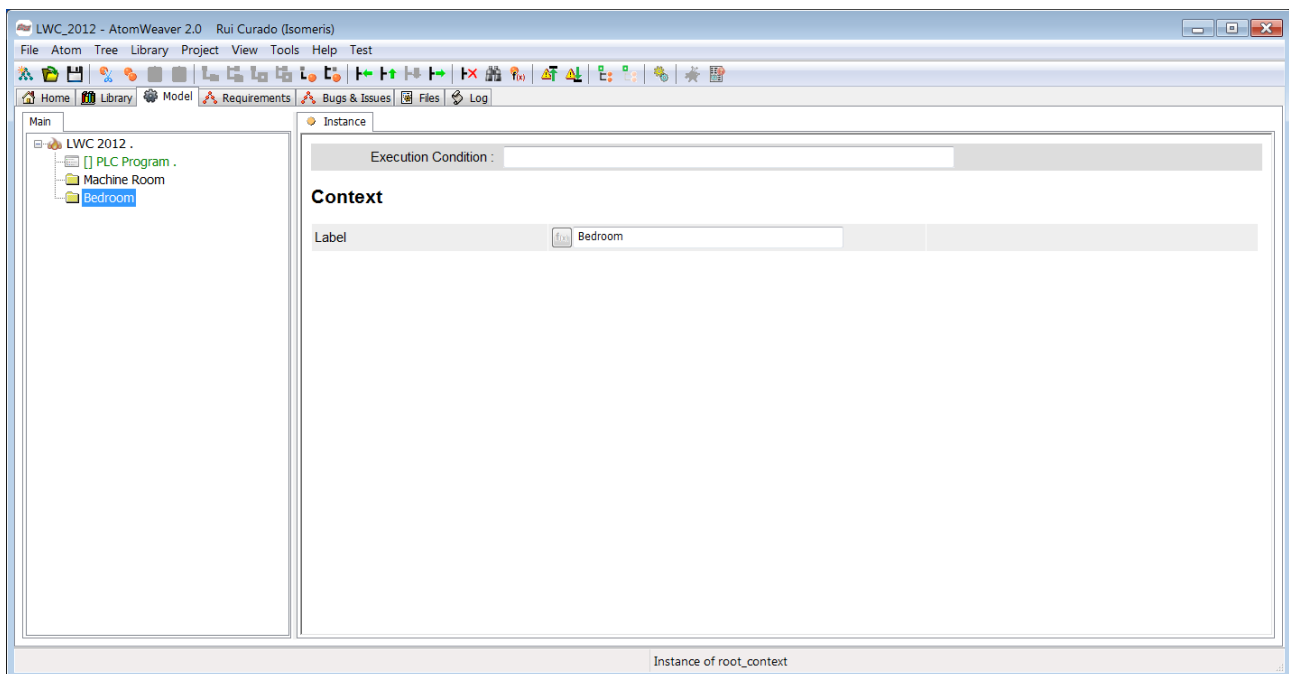 LWC_2012 - AtomWeaver 2.0 Rui Curado (Isomeris)
File Atom Tree Library Project View Tools Help Test
Home Library Model Requirements Bugs & Issues Files Log
Main
LWC 2012 .
[] PLC Program .
Machine Room
Bedroom
Instance
Execution Condition :
Context
Label f(x) Bedroom
Instance of root_context